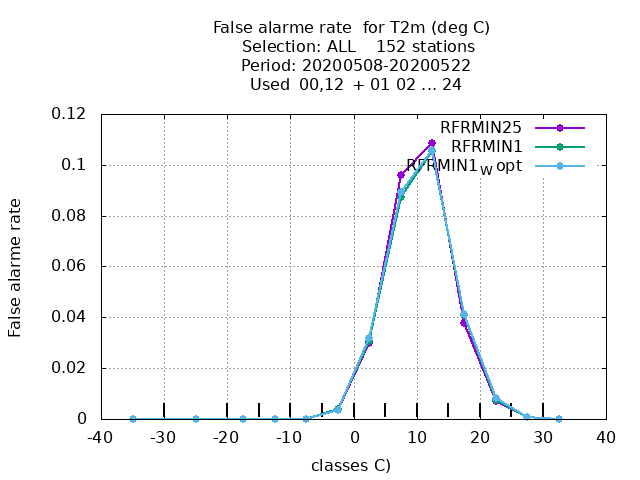 False alarme rate  for T2m (deg C)
Selection: ALL    152 stations
Period: 20200508-20200522
Used  00,12  + 01 02 ... 24
RFRMIN25
RFRMIN1
RFRMIN1w opt
False alarme rate
0.12
0.1
0.08
0.06
0.04
0.02
0
-40 -30 -20 -10 0 10 20 30 40
classes C)